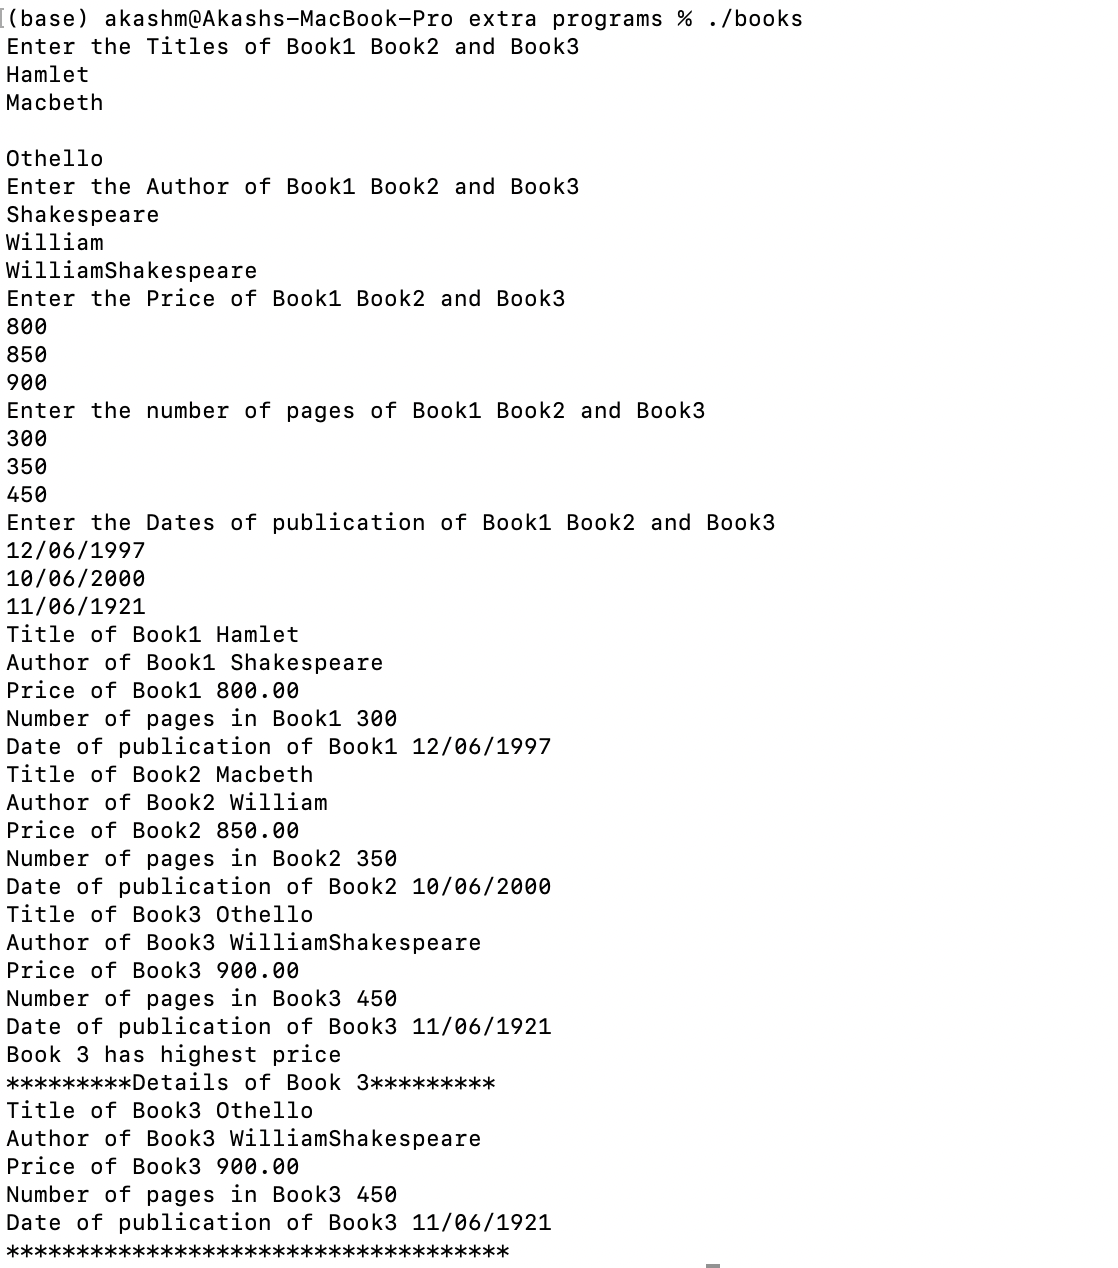 (base) akashm@Akashs-MacBook-Pro extra programs % ./books
Enter the Titles of Book1 Book2 and Book3
Hamlet
Macbeth

Othello
Enter the Author of Book1 Book2 and Book3
Shakespeare
William
WilliamShakespeare
Enter the Price of Book1 Book2 and Book3
800
850
900
Enter the number of pages of Book1 Book2 and Book3
300
350
450
Enter the Dates of publication of Book1 Book2 and Book3
12/06/1997
10/06/2000
11/06/1921
Title of Book1 Hamlet
Author of Book1 Shakespeare
Price of Book1 800.00
Number of pages in Book1 300
Date of publication of Book1 12/06/1997
Title of Book2 Macbeth
Author of Book2 William
Price of Book2 850.00
Number of pages in Book2 350
Date of publication of Book2 10/06/2000
Title of Book3 Othello
Author of Book3 WilliamShakespeare
Price of Book3 900.00
Number of pages in Book3 450
Date of publication of Book3 11/06/1921
Book 3 has highest price
*********Details of Book 3*********
Title of Book3 Othello
Author of Book3 WilliamShakespeare
Price of Book3 900.00
Number of pages in Book3 450
Date of publication of Book3 11/06/1921
************************************